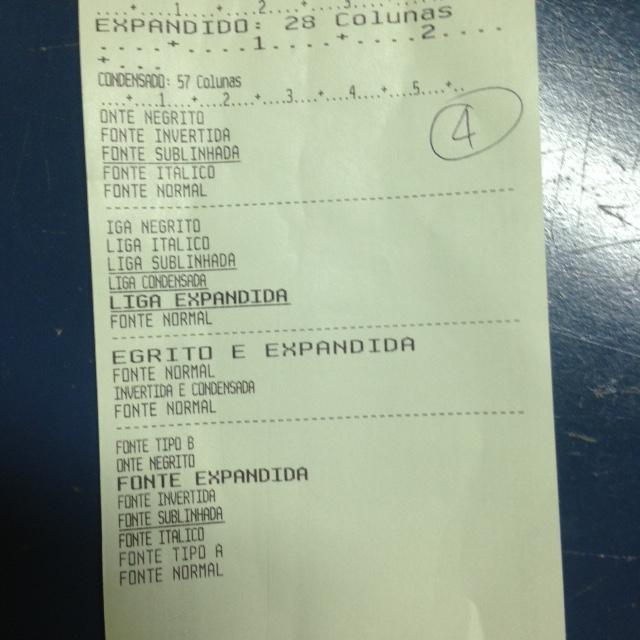 ....+....1....+....2....+....3....
EXPANDIDO: 28 Colunas
....+....1....+....2....
+....
CONDENSADO: 57 Colunas
....+....1....+....2....+....3....+....4....+....5....+..
ONTE NEGRITO
FONTE INVERTIDA
4
FONTE SUBLINHADA
FONTE ITALICO
FONTE NORMAL
IGA NEGRITO
LIGA ITALICO
LIGA SUBLINHADA
LIGA CONDENSADA
LIGA EXPANDIDA
FONTE NORMAL
EGRITO E EXPANDIDA
FONTE NORMAL
INVERTIDA E CONDENSADA
FONTE NORMAL
FONTE TIPO B
ONTE NEGRITO
FONTE EXPANDIDA
FONTE INVERTIDA
FONTE SUBLINHADA
FONTE ITALICO
FONTE TIPO A
FONTE NORMAL